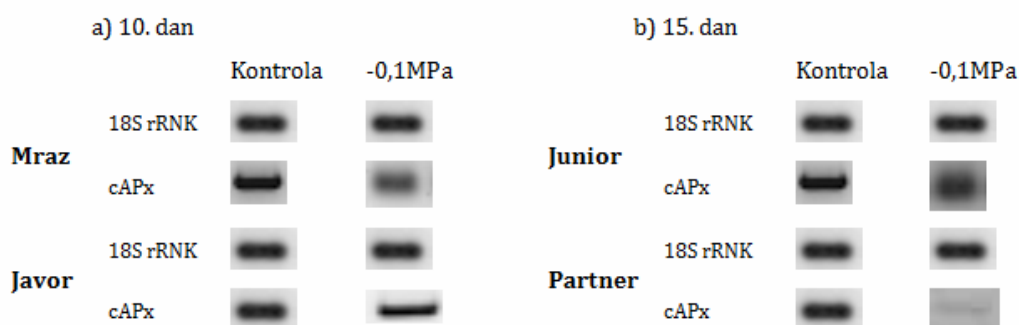 a) 10. dan
b) 15. dan
Kontrola -0,1MPa
Kontrola -0,1MPa
18S rRNK
18S rRNK
Mraz
Junior
cAPx
cAPx
18S rRNK
18S rRNK
Javor
Partner
cAPx
cAPx